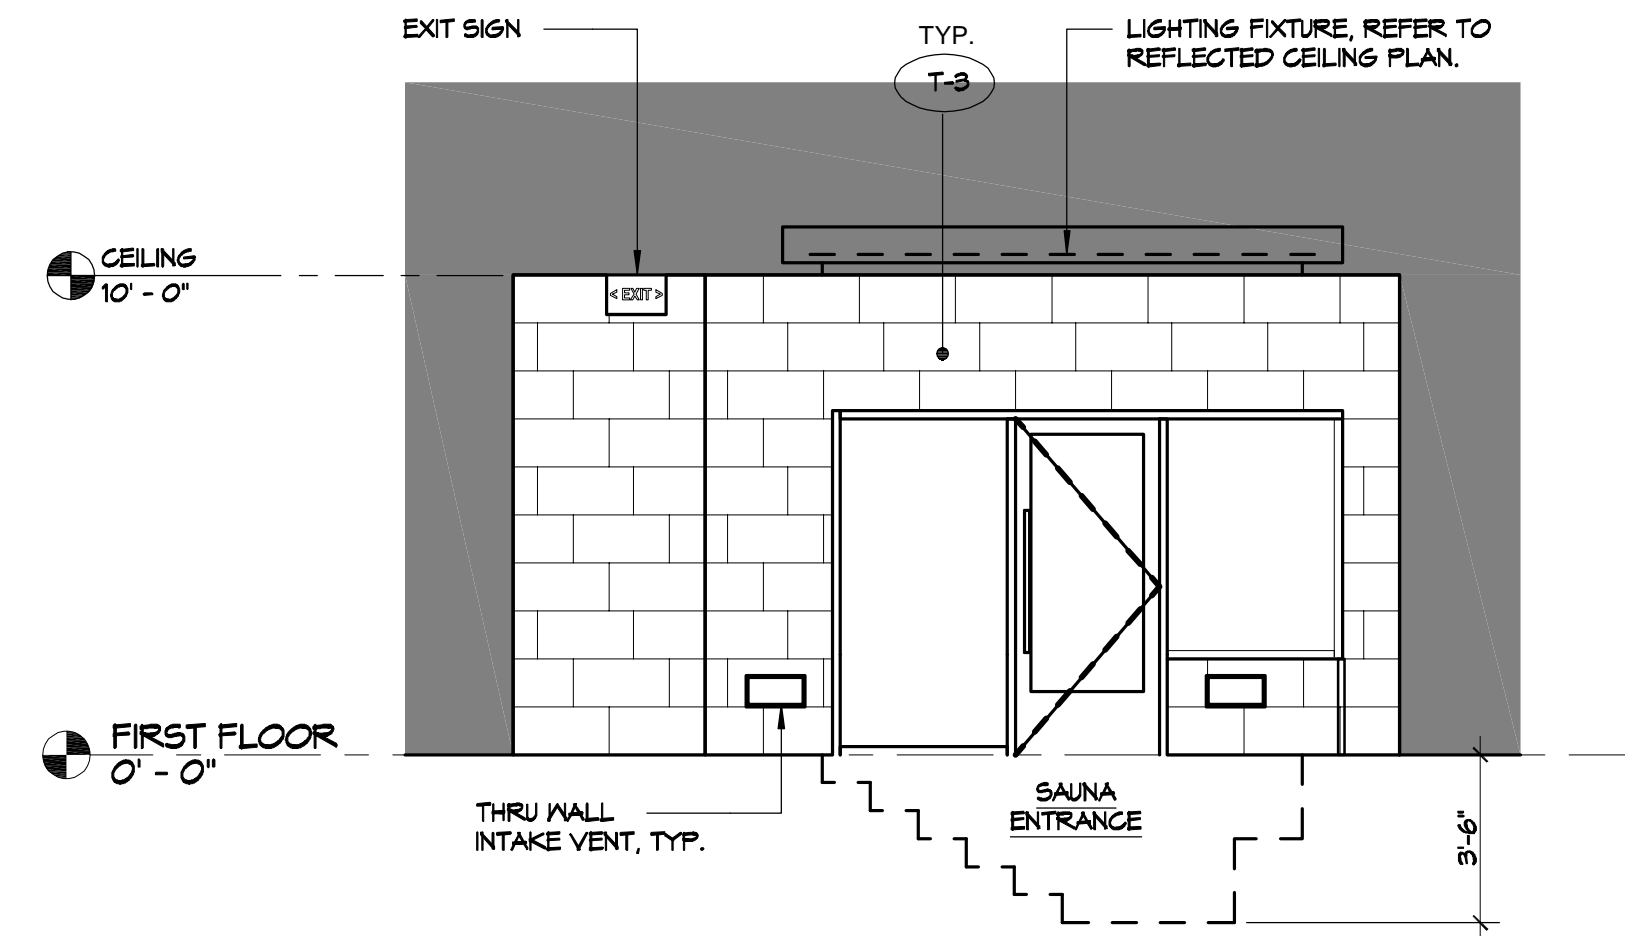 EXIT SIGN
TYP.
T-3
LIGHTING FIXTURE, REFER TO
REFLECTED CEILING PLAN.
CEILING
10' - 0"
< EXIT >
FIRST FLOOR
0' - 0"
THRU WALL
INTAKE VENT, TYP.
SAUNA
ENTRANCE
3'-6"